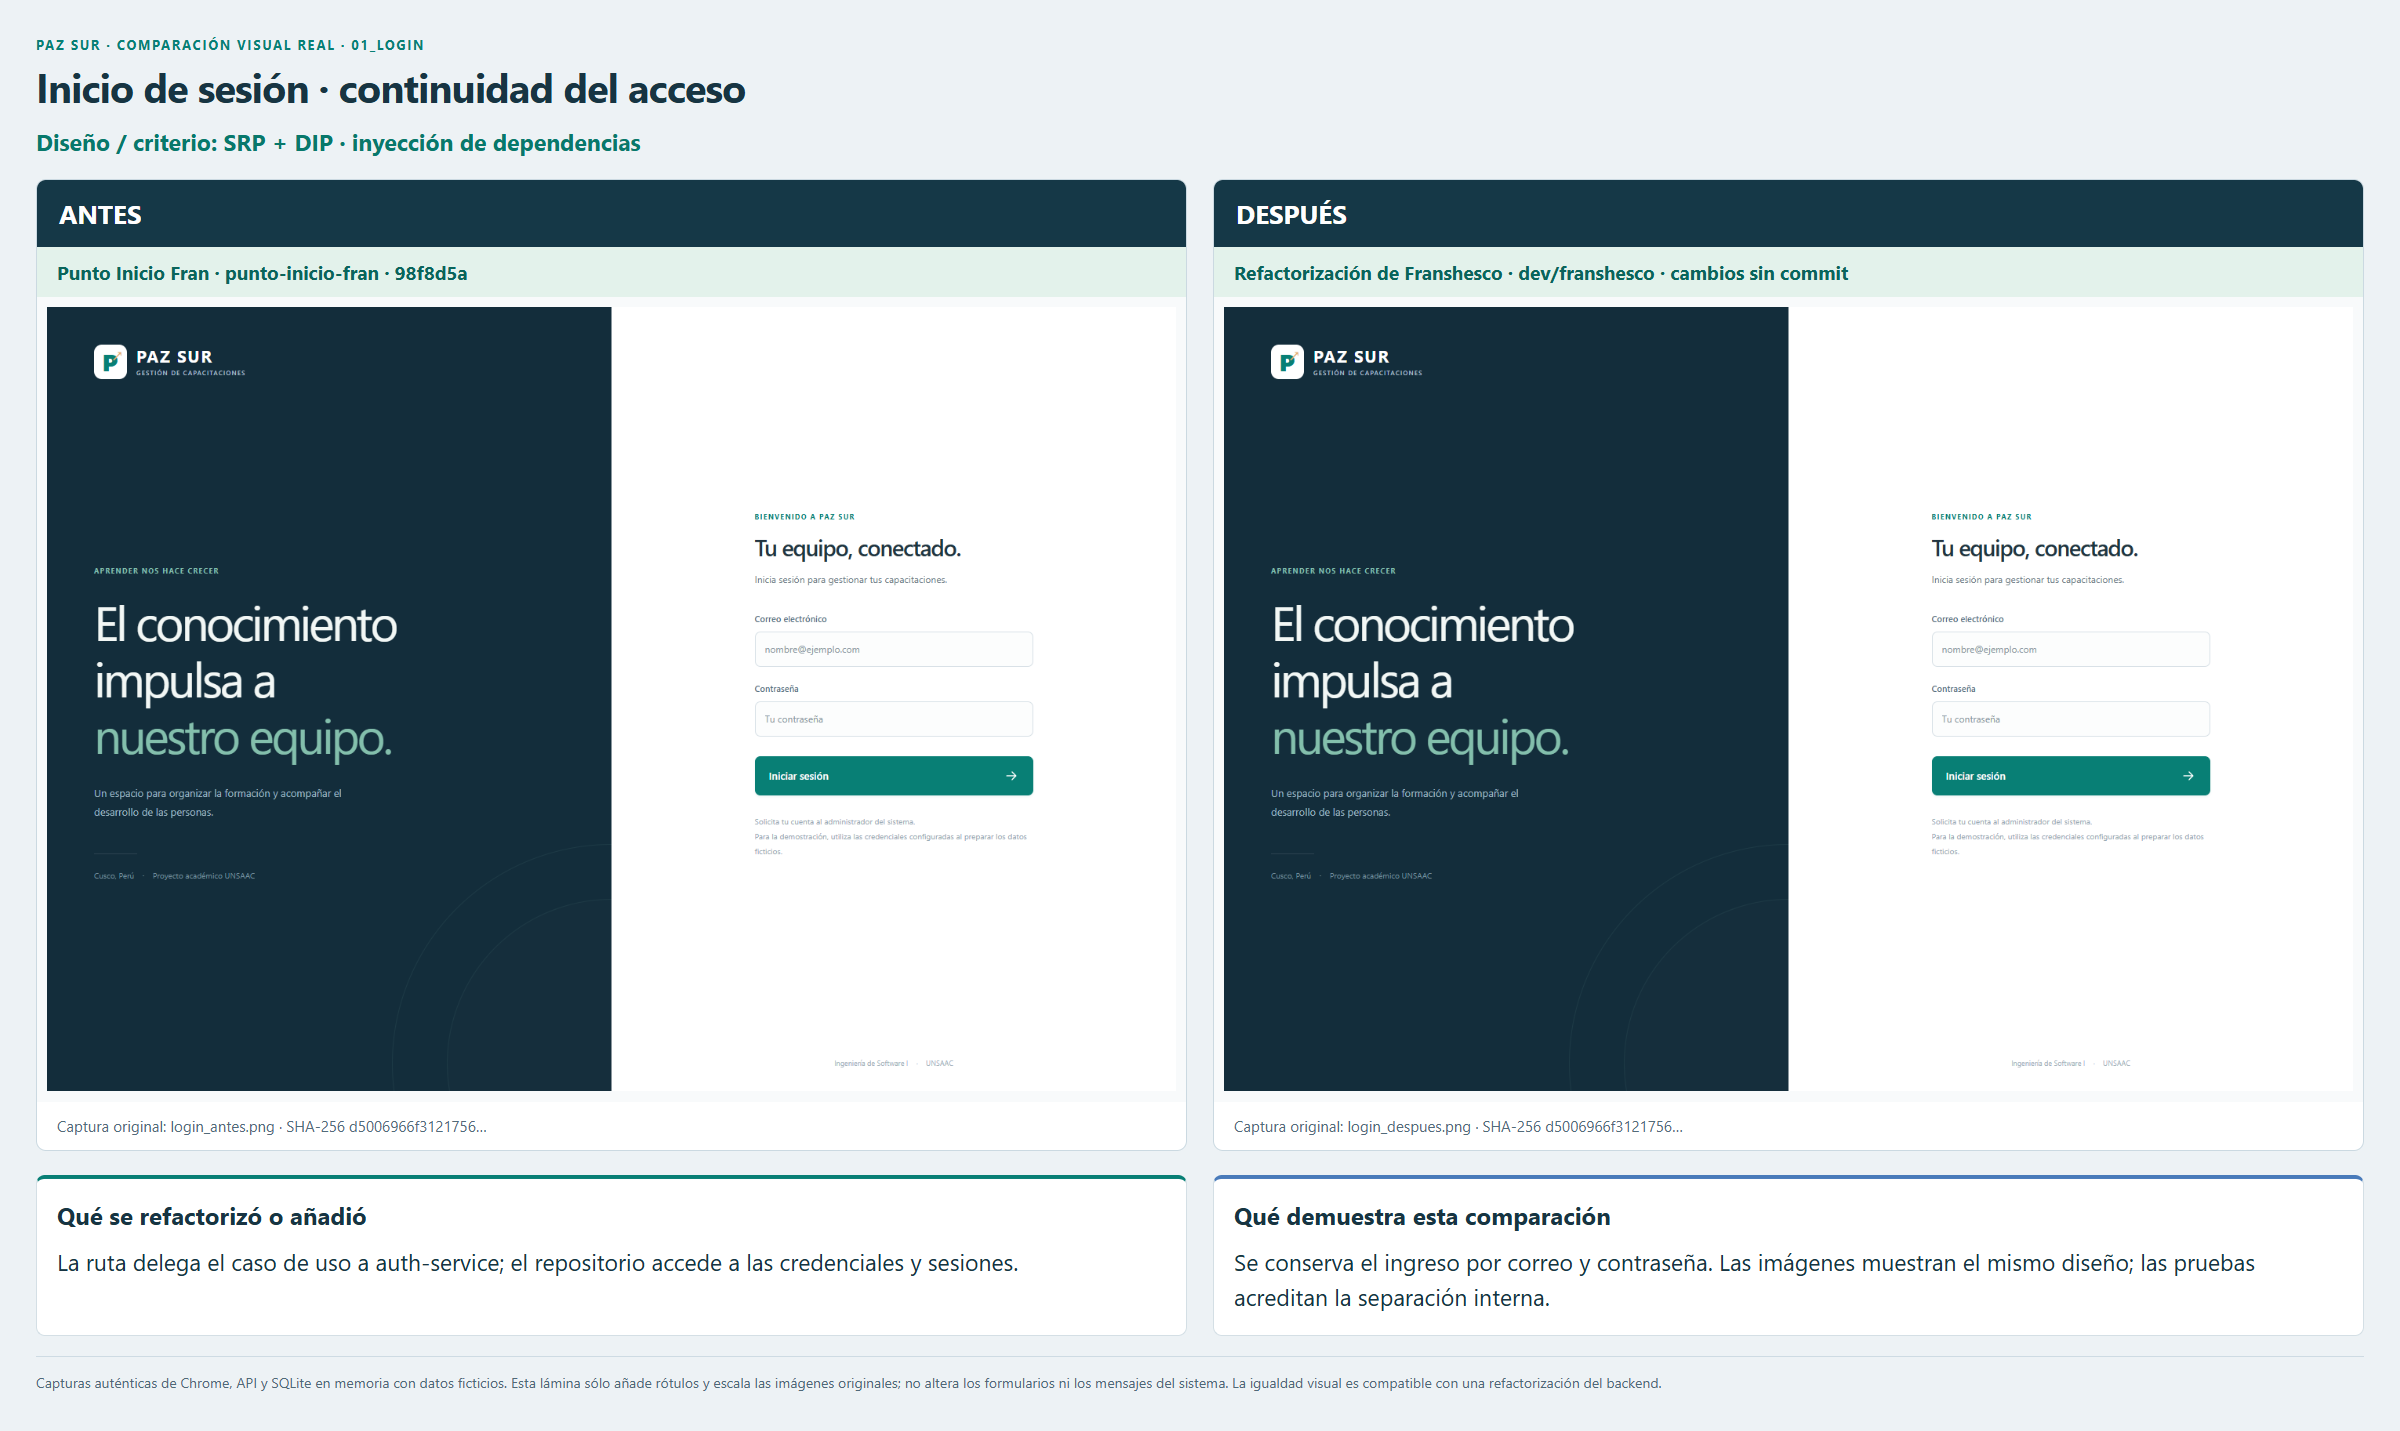 PAZ SUR · COMPARACIÓN VISUAL REAL · 01_LOGIN
Inicio de sesión · continuidad del acceso
Diseño / criterio: SRP + DIP · inyección de dependencias
ANTES
Punto Inicio Fran · punto-inicio-fran · 98f8d5a
P
PAZ SUR
GESTIÓN DE CAPACITACIONES
APRENDER NOS HACE CRECER
El conocimiento
impulsa a
nuestro equipo.
Un espacio para organizar la formación y acompañar el
desarrollo de las personas.
Cusco, Perú · Proyecto académico UNSAAC
BIENVENIDO A PAZ SUR
Tu equipo, conectado.
Inicia sesión para gestionar tus capacitaciones.
Correo electrónico
nombre@ejemplo.com
Contraseña
Tu contraseña
Iniciar sesión →
Solicita tu cuenta al administrador del sistema.
Para la demostración, utiliza las credenciales configuradas al preparar los datos
ficticios.
Ingeniería de Software I · UNSAAC
Captura original: login_antes.png · SHA-256 d5006966f3121756...
DESPUÉS
Refactorización de Franshesco · dev/franshesco · cambios sin commit
P
PAZ SUR
GESTIÓN DE CAPACITACIONES
APRENDER NOS HACE CRECER
El conocimiento
impulsa a
nuestro equipo.
Un espacio para organizar la formación y acompañar el
desarrollo de las personas.
Cusco, Perú · Proyecto académico UNSAAC
BIENVENIDO A PAZ SUR
Tu equipo, conectado.
Inicia sesión para gestionar tus capacitaciones.
Correo electrónico
nombre@ejemplo.com
Contraseña
Tu contraseña
Iniciar sesión →
Solicita tu cuenta al administrador del sistema.
Para la demostración, utiliza las credenciales configuradas al preparar los datos
ficticios.
Ingeniería de Software I · UNSAAC
Captura original: login_despues.png · SHA-256 d5006966f3121756...
Qué se refactorizó o añadió
La ruta delega el caso de uso a auth-service; el repositorio accede a las credenciales y sesiones.
Qué demuestra esta comparación
Se conserva el ingreso por correo y contraseña. Las imágenes muestran el mismo diseño; las pruebas
acreditan la separación interna.
Capturas auténticas de Chrome, API y SQLite en memoria con datos ficticios. Esta lámina sólo añade rótulos y escala las imágenes originales; no altera los formularios ni los mensajes del sistema. La igualdad visual es compatible con una refactorización del backend.